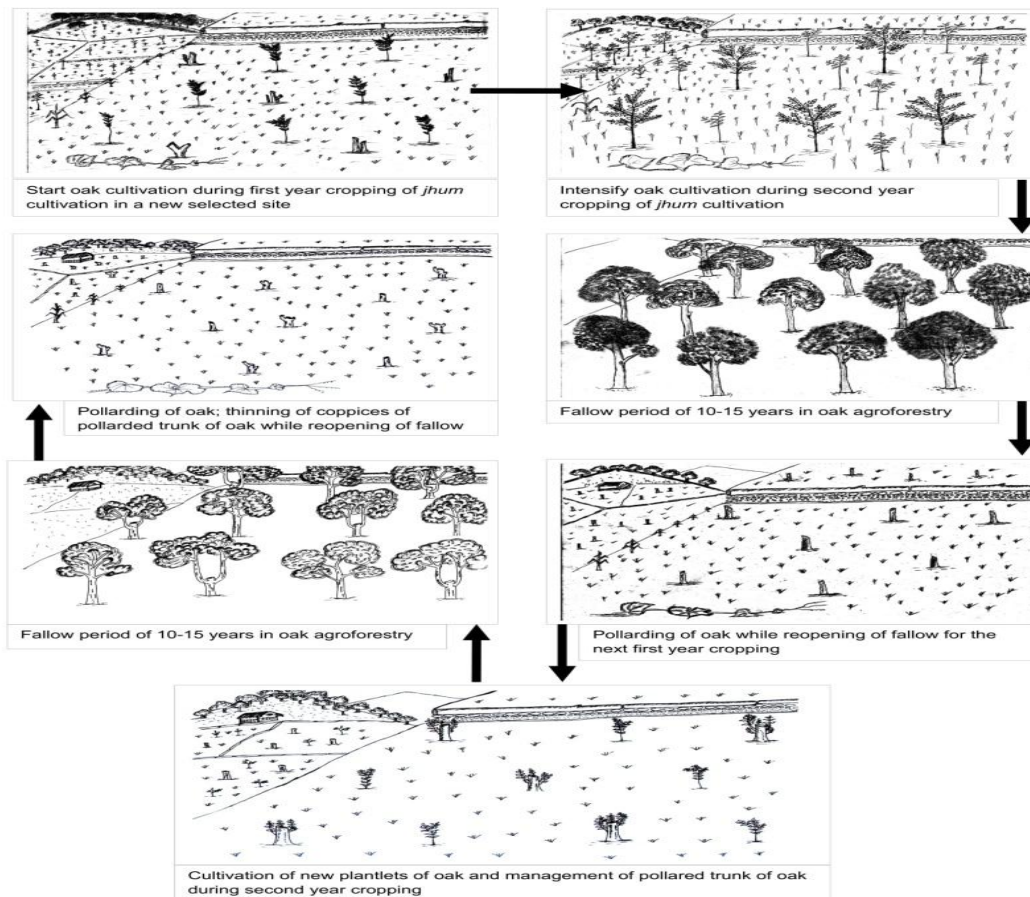 Start oak cultivation during first year cropping of jhum
cultivation in a new selected site
Intensify oak cultivation during second year
cropping of jhum cultivation
Fallow period of 10-15 years in oak agroforestry
Pollarding of oak while reopening of fallow for the
next first year cropping
Cultivation of new plantlets of oak and management of pollared trunk of oak
during second year cropping
Fallow period of 10-15 years in oak agroforestry
Pollarding of oak; thinning of coppices of
pollarded trunk of oak while reopening of fallow